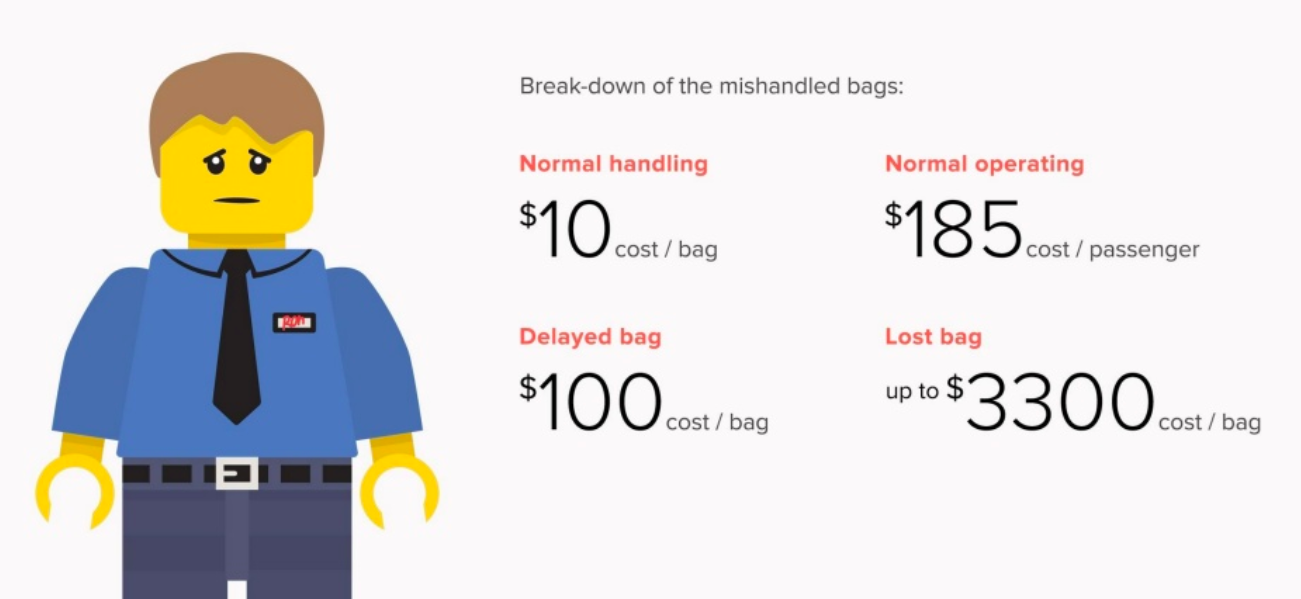 Break-down of the mishandled bags:
Normal handling
$10 cost / bag
Normal operating
$185 cost / passenger
Delayed bag
$100 cost / bag
Lost bag
up to $3300 cost / bag